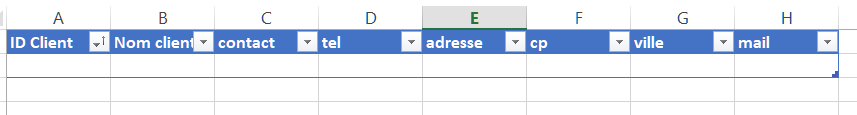 A B C D E F G H
ID Client Nom client contact tel adresse cp ville mail